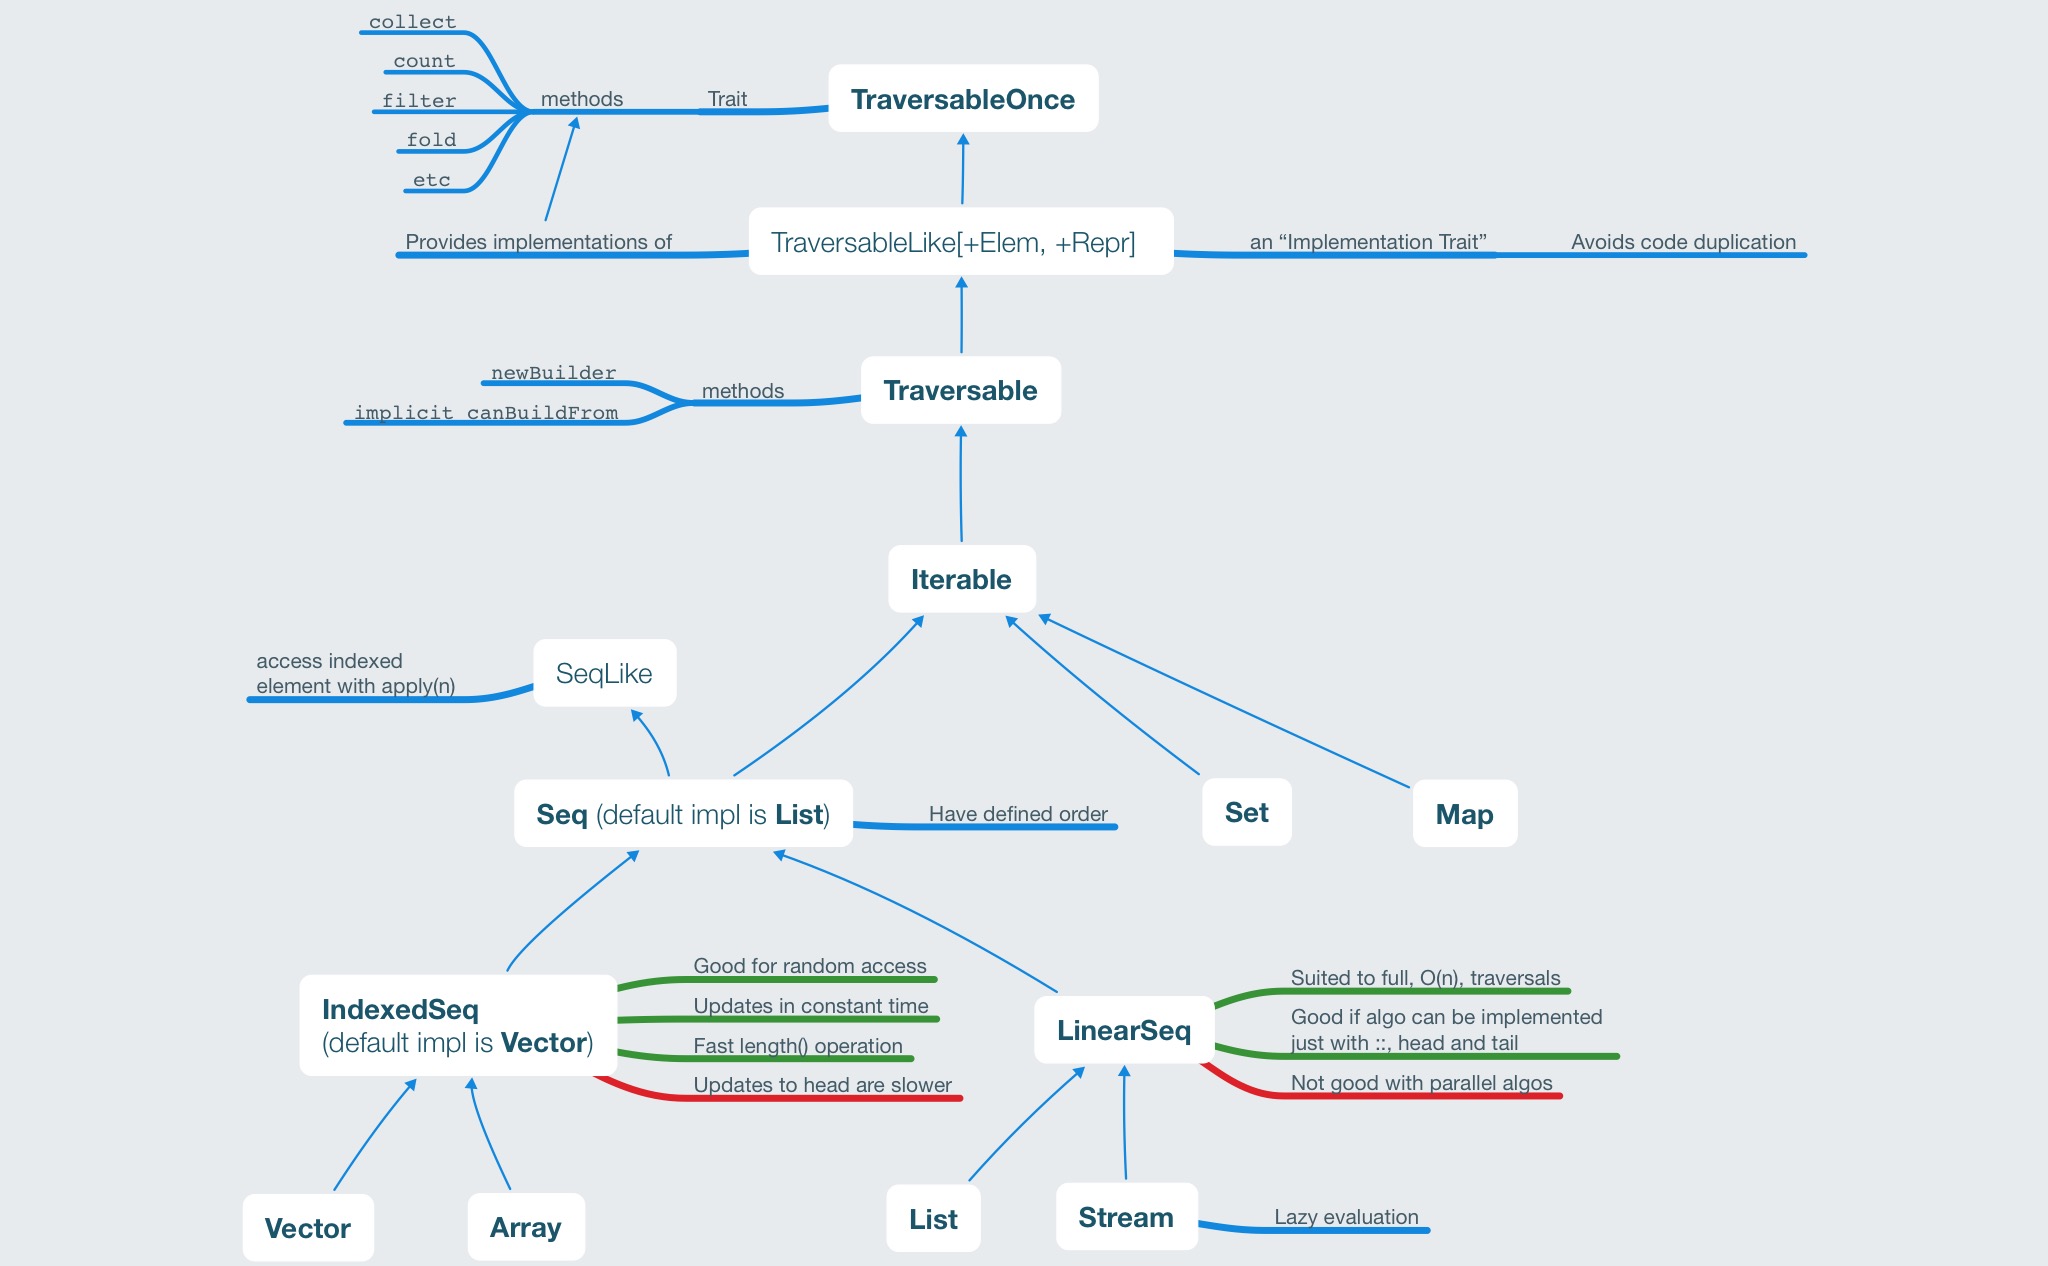 collect
count
filter
fold
etc
methods
Trait
TraversableOnce
Provides implementations of
TraversableLike[+Elem, +Repr]
an “Implementation Trait”
Avoids code duplication
newBuilder
implicit canBuildFrom
methods
Traversable
Iterable
access indexed
element with apply(n)
SeqLike
Seq (default impl is List)
Have defined order
Set
Map
IndexedSeq
(default impl is Vector)
Good for random access
Updates in constant time
Fast length() operation
Updates to head are slower
LinearSeq
Suited to full, O(n), traversals
Good if algo can be implemented
just with ::, head and tail
Not good with parallel algos
Vector
Array
List
Stream
Lazy evaluation